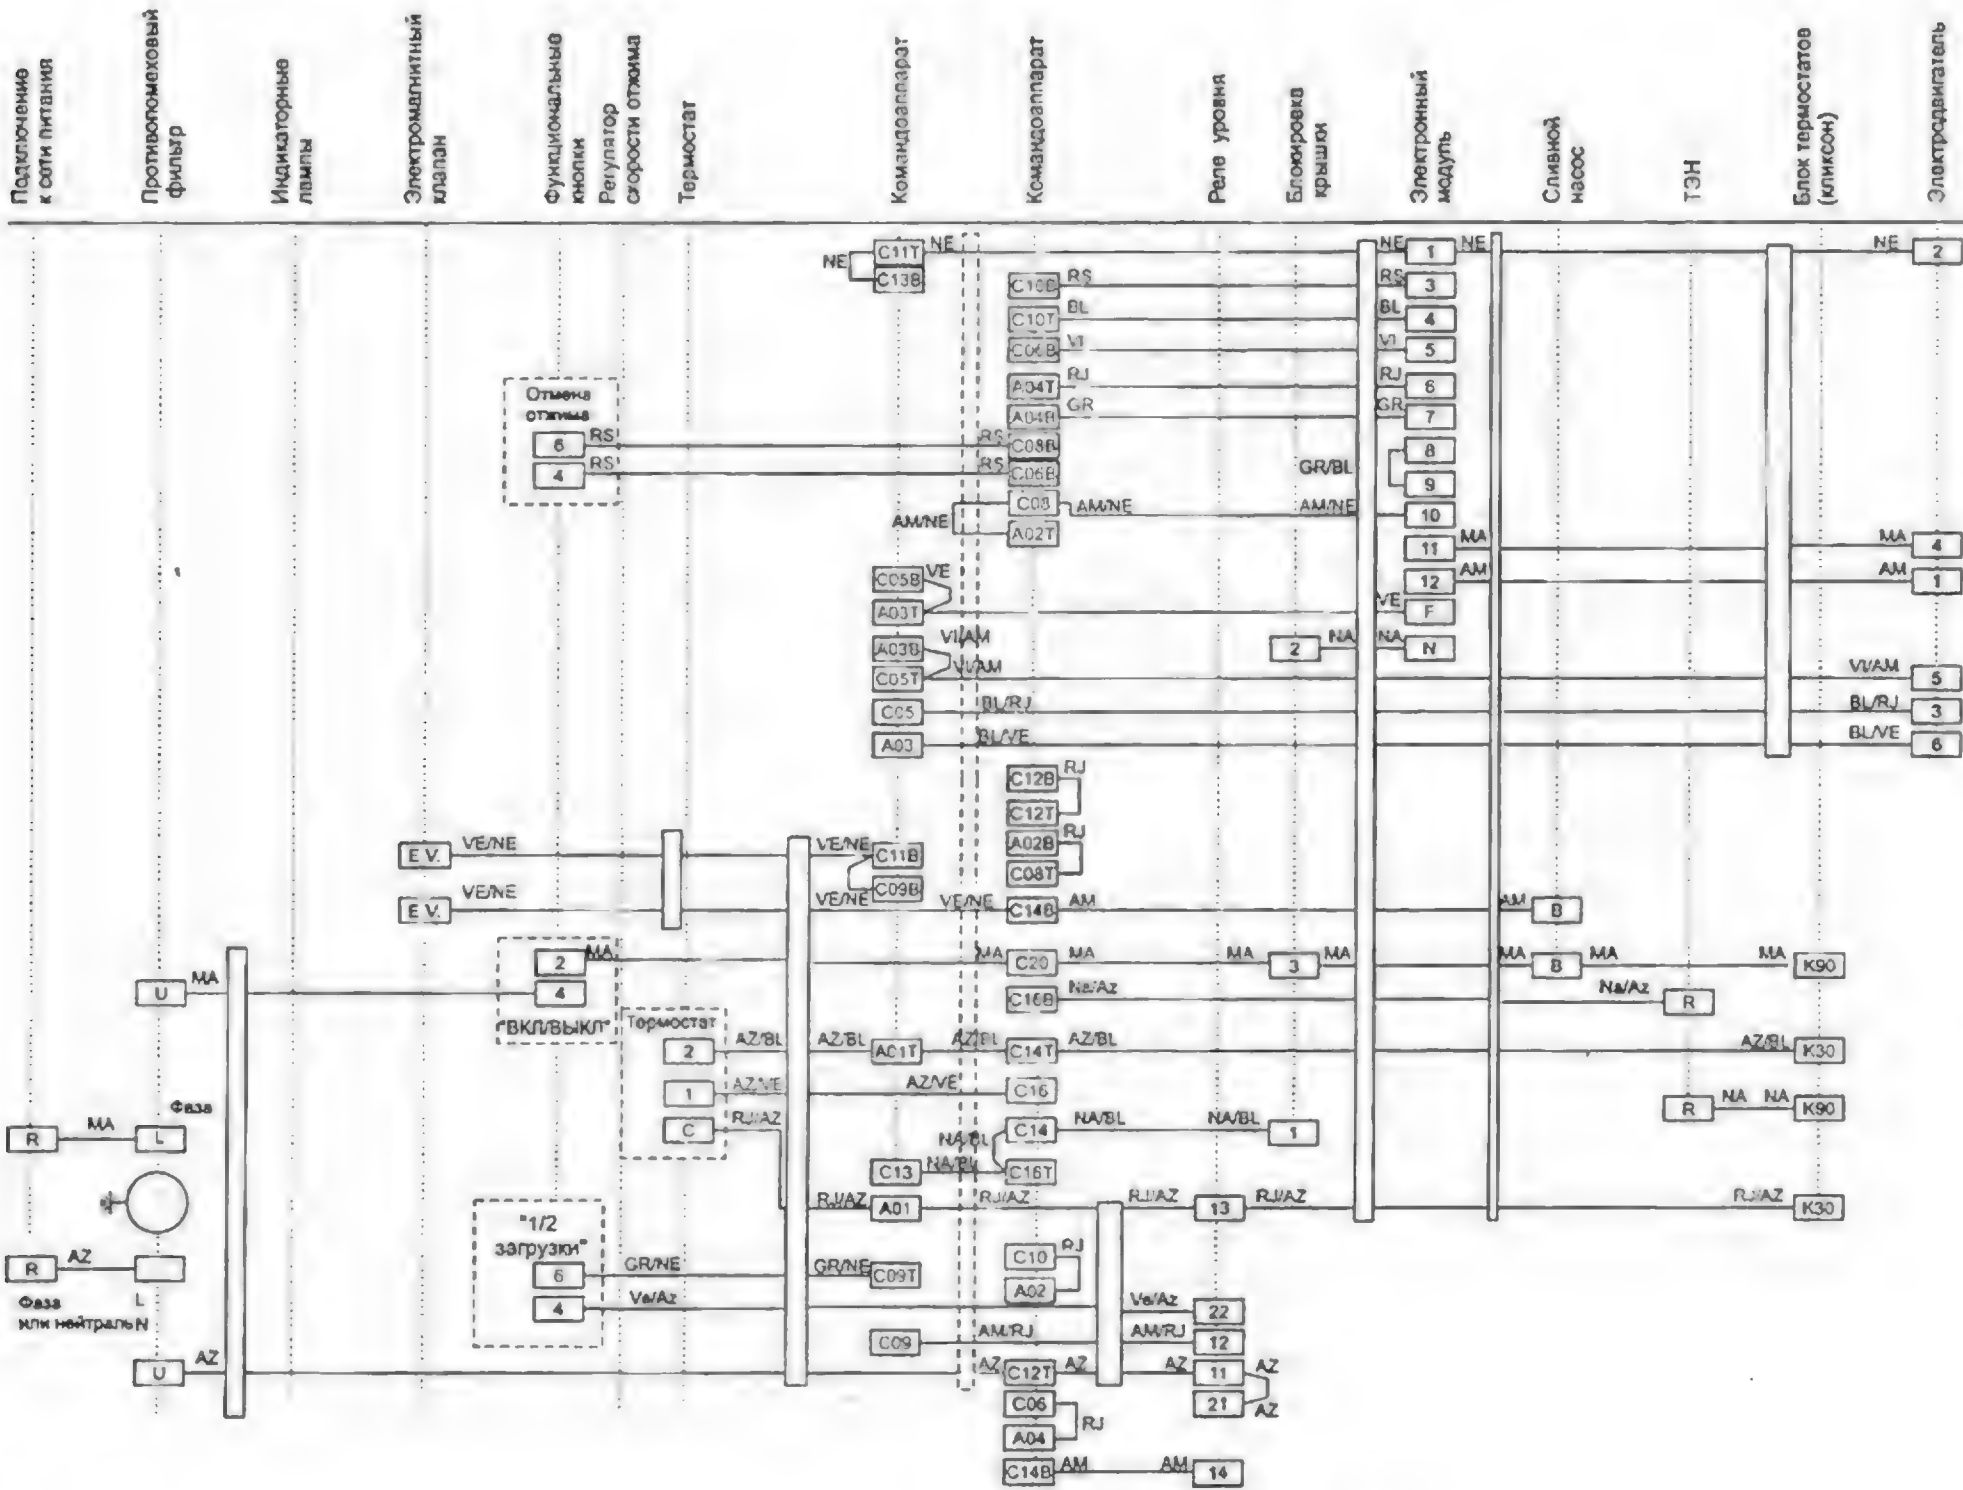 Подключение
к сети питания
Противопомеховый
фильтр
Индикаторные
лампы
Электромагнитный
клапан
Функциональные
кнопки
Регулятор
скорости отжима
Термостат
Командоаппарат
Командоаппарат
Реле уровня
Блокировка
крышки
Электронный
модуль
Сливной
насос
ТЭН
Блок термостатов
(кликсон)
Электродвигатель
NE C11T NE NE 1 NE NE 2
C13B
C10B RS RS 3
C10T BL BL 4
C06B VI VI 5
Отмена
отжима
A04T RJ RJ 6
A04B GR GR 7
6 RS RS C08B
4 RS RS C06B
GR/BL 8
9
AM/NE C08 AM/NE AM/NE 10
A02T
11 MA MA 4
12 AM AM 1
C05B VE
A03T VE F
A03B VI/AM
2 NA NA N
C05T VI/AM VI/AM 5
C05 BL/RJ BL/RJ 3
A03 BL/VE BL/VE 6
C12B RJ
C12T
A02B RJ
C08T
E V. VE/NE VE/NE C11B
C09B
E V. VE/NE VE/NE VE/NE C14B AM AM B
2 MA MA C20 MA MA 3 MA MA B MA MA K90
U MA 4
C16B Na/Az Na/Az R
"ВКЛ/ВЫКЛ"
Термостат
2 AZ/BL AZ/BL A01T AZ/BL C14T AZ/BL AZ/BL K30
1 AZ/VE AZ/VE C16
Фаза
R NA NA K90
R MA L
C RJ/AZ
C14 NA/BL NA/BL 1
NA/BL
C13 NA/BL C16T
RJ/AZ A01 RJ/AZ RJ/AZ 13 RJ/AZ RJ/AZ K30
"1/2
загрузки"
C10 RJ
A02
R AZ
6 GR/NE GR/NE C09T
Фаза
или нейтраль
L
N
4 Ve/Az Ve/Az 22
C09 AM/RJ AM/RJ 12
U AZ AZ C12T AZ AZ 11 AZ
21 AZ
C06 RJ
A04
C14B AM AM 14